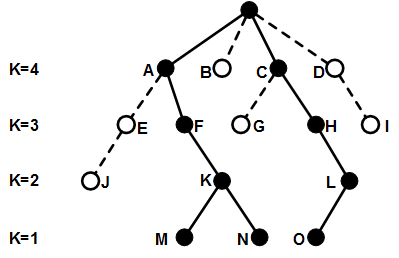 K=4 A B C D
K=3 E F G H I
K=2 J K L
K=1 M N O